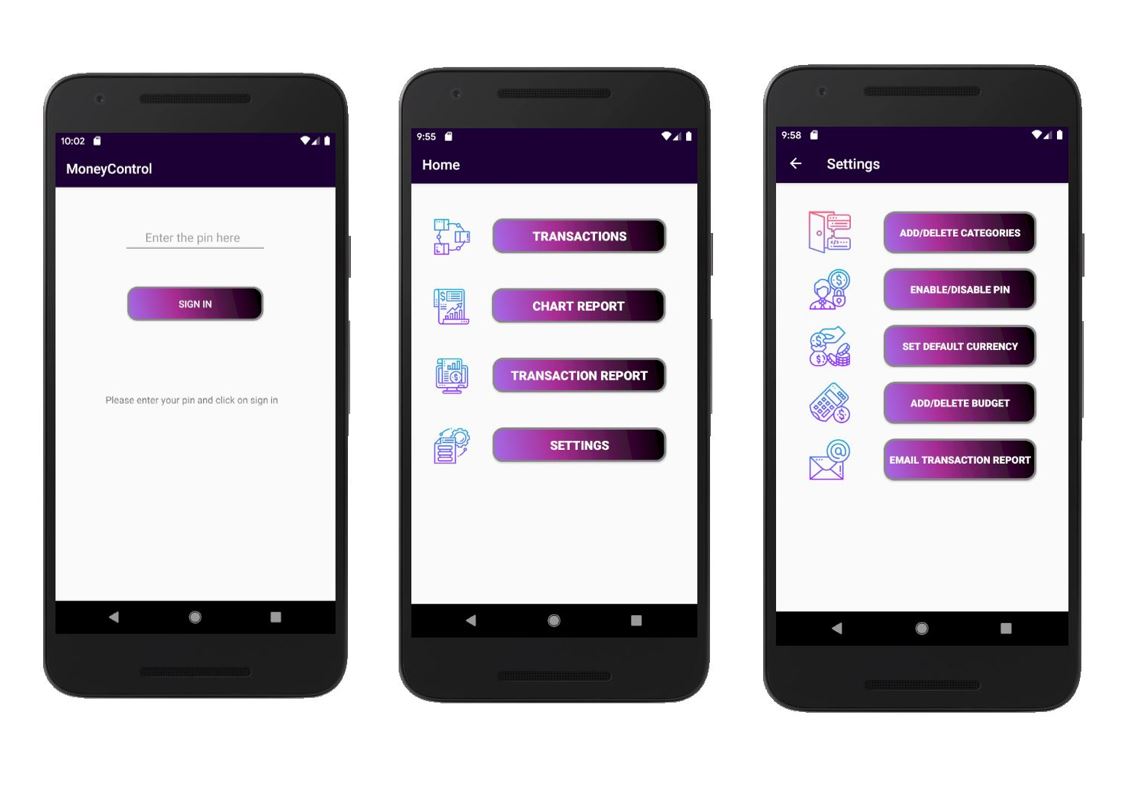 10:02
MoneyControl
Enter the pin here
SIGN IN
Please enter your pin and click on sign in
9:55
Home
TRANSACTIONS
CHART REPORT
TRANSACTION REPORT
SETTINGS
9:58
Settings
ADD/DELETE CATEGORIES
ENABLE/DISABLE PIN
SET DEFAULT CURRENCY
ADD/DELETE BUDGET
EMAIL TRANSACTION REPORT